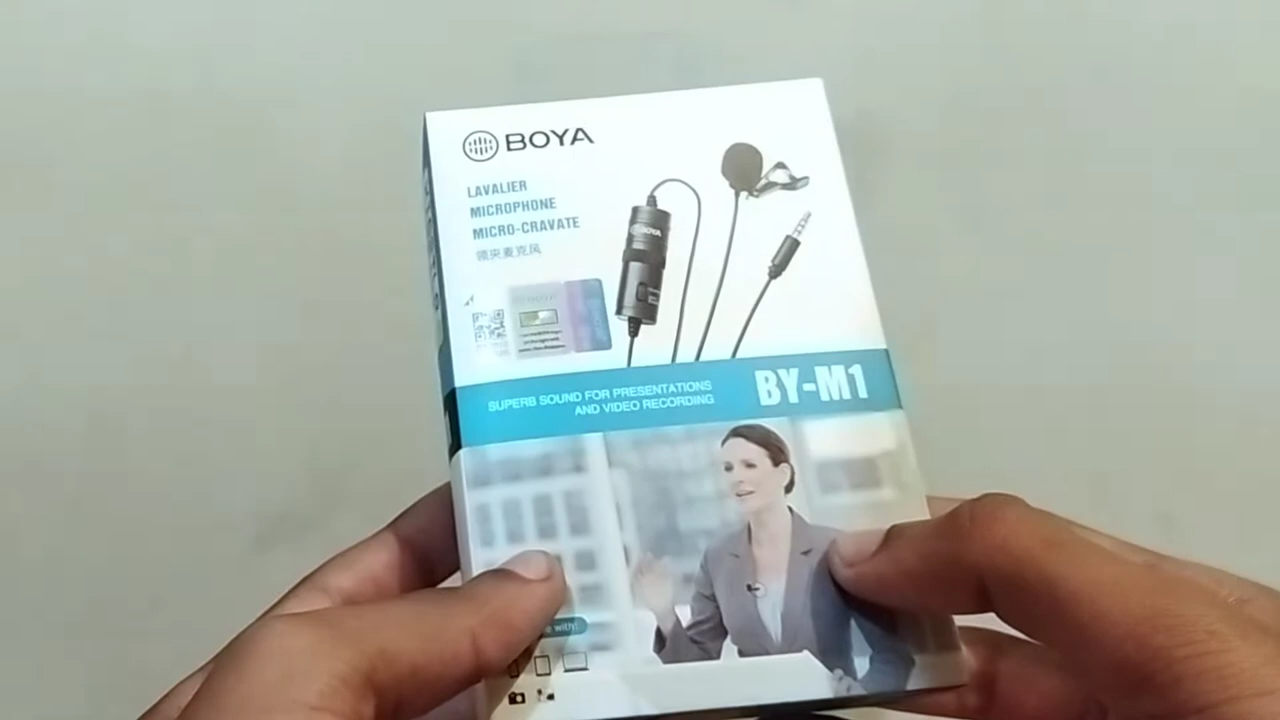 BOYA
LAVALIER
MICROPHONE
MICRO-CRAVATE
领夹麦克风
BOYA
SUPERB SOUND FOR PRESENTATIONS
AND VIDEO RECORDING
BY-M1
with: